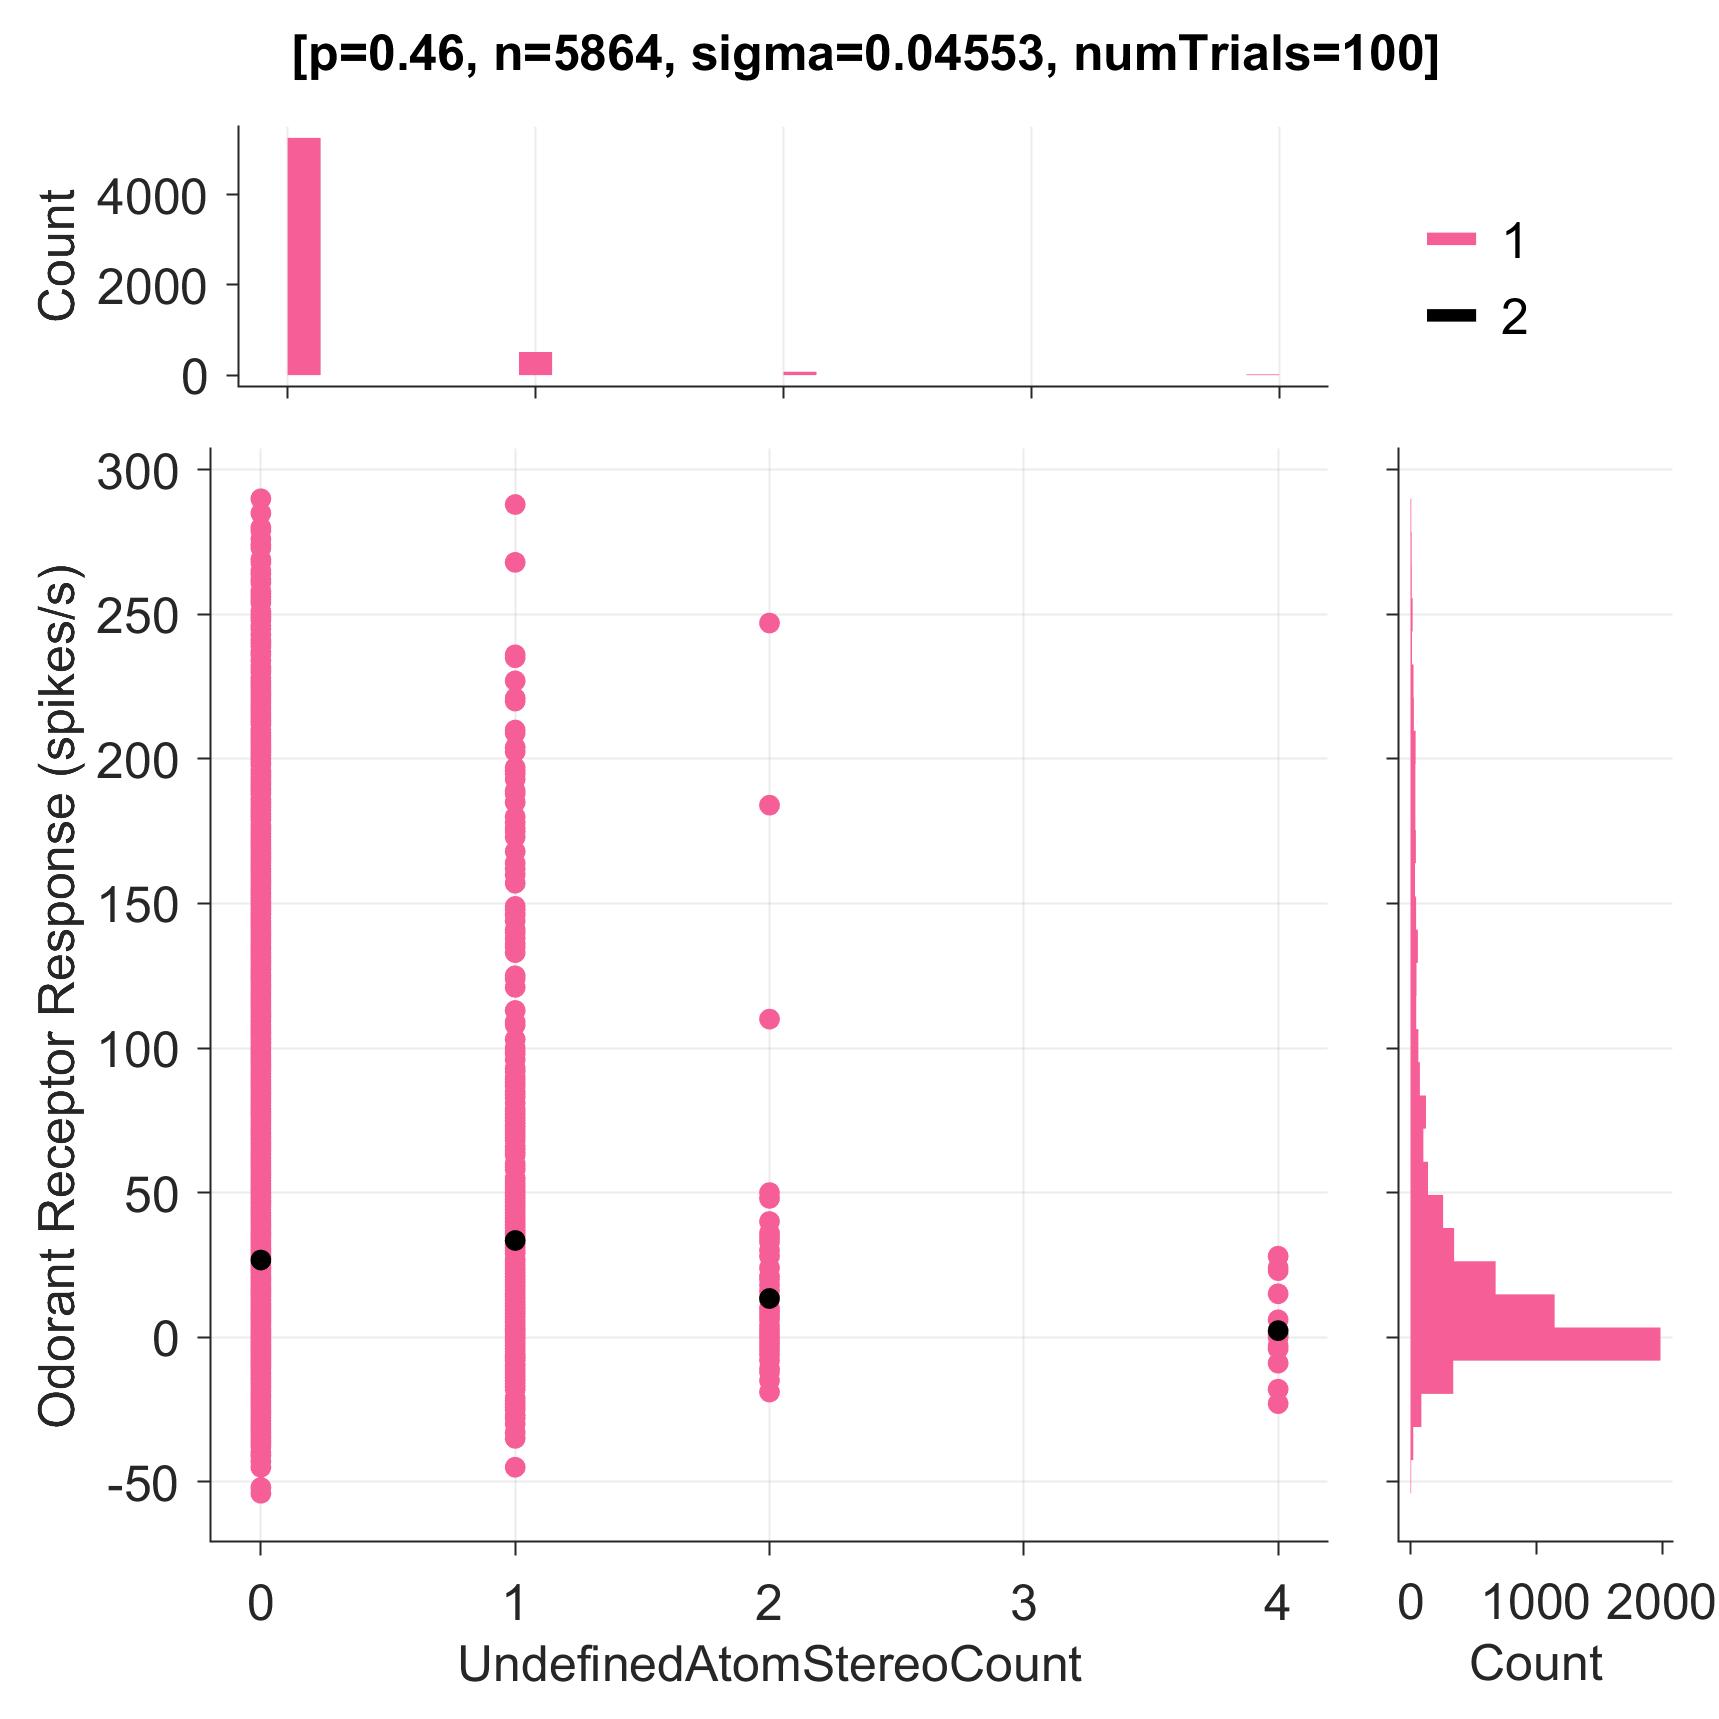 [p=0.46, n=5864, sigma=0.04553, numTrials=100]
Count
4000
2000
0
1
2
Odorant Receptor Response (spikes/s)
300
250
200
150
100
50
0
-50
0 1 2 3 4
UndefinedAtomStereoCount
0 1000 2000
Count